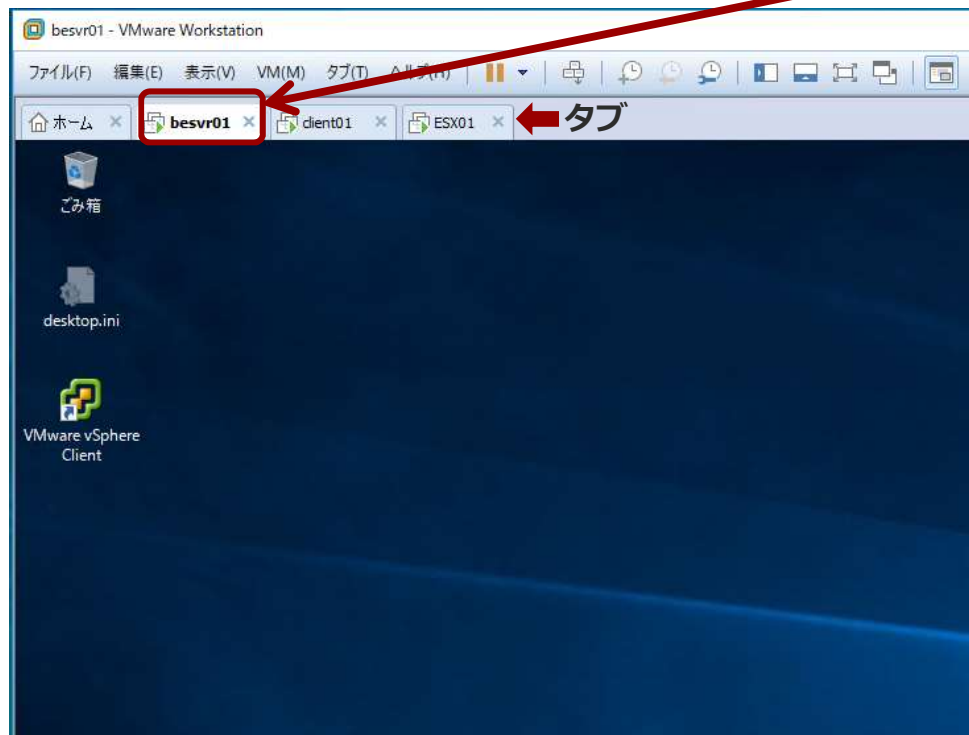 besvr01 - VMware Workstation
ファイル(F) 編集(E) 表示(V) VM(M) タブ(T) ヘルプ(H)
ホーム besvr01 client01 ESX01 タブ
ごみ箱
desktop.ini
VMware vSphere
Client